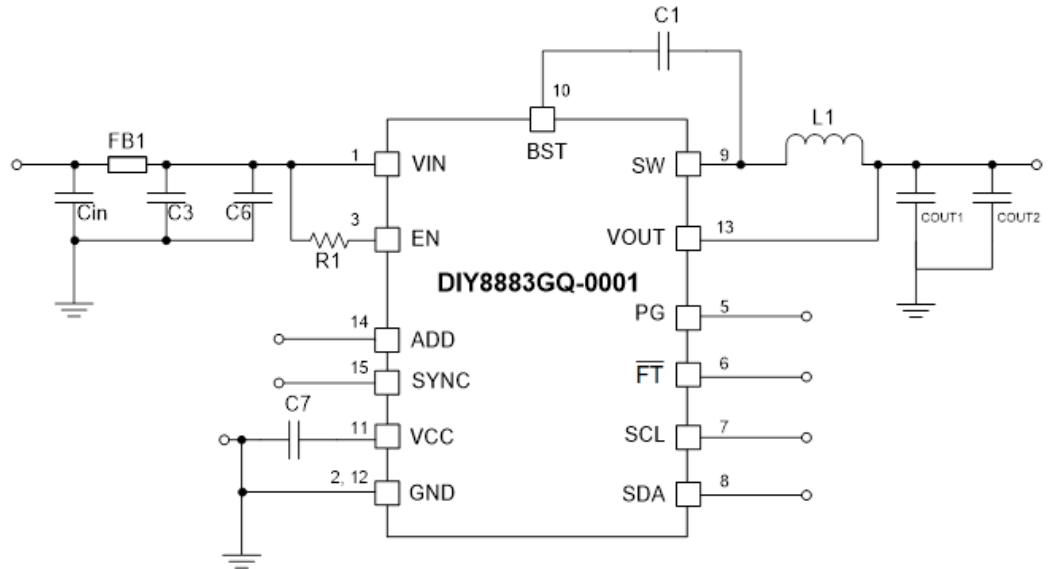 C1
10
BST
FB1
L1
1
VIN
SW
9
Cin
C3
C6
COUT1
COUT2
3
EN
R1
VOUT
13
DIY8883GQ-0001
PG
5
14
ADD
FT
6
15
SYNC
C7
11
VCC
SCL
7
2, 12
GND
SDA
8